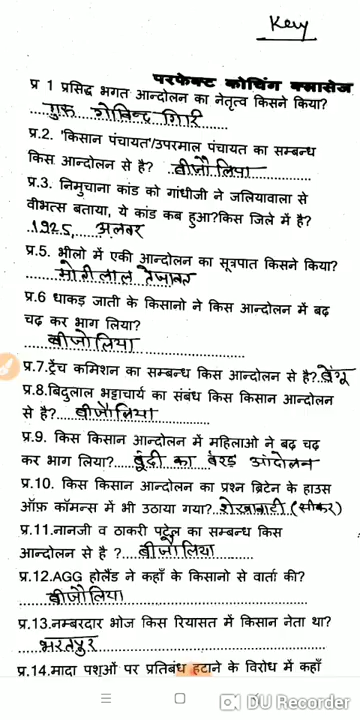 Key
परफेक्ट कोचिंग क्लासेज
प्र 1 प्रसिद्ध भगत आन्दोलन का नेतृत्व किसने किया?
गुरू गोविन्द गिरी
प्र.2. 'किसान पंचायत'/उपरमाल पंचायत का सम्बन्ध
किस आन्दोलन से है? बीजौलिया
प्र.3. निमुचाना कांड को गांधीजी ने जलियावाला से
वीभत्स बताया, ये कांड कब हुआ?किस जिले में है?
1925, अलवर
प्र.5. भीलो में एकी आन्दोलन का सूत्रपात किसने किया?
मोतीलाल तेजावत
प्र.6 धाकड़ जाती के किसानो ने किस आन्दोलन में बढ़
चढ़ कर भाग लिया?
बीजोलिया
प्र.7. ट्रेंच कमिशन का सम्बन्ध किस आन्दोलन से है? बेंगू
प्र.8.बिदुलाल भट्टाचार्य का संबंध किस किसान आन्दोलन
से है? बीजौलिया
प्र.9. किस किसान आन्दोलन में महिलाओ ने बढ़ चढ़
कर भाग लिया? बुंदी का बरड़ आंदोलन
प्र.10. किस किसान आन्दोलन का प्रश्न ब्रिटेन के हाउस
ऑफ़ कॉमन्स में भी उठाया गया? शेखावाटी (सीकर)
प्र.11. नानजी व ठाकरी पटेल का सम्बन्ध किस
आन्दोलन से है ? बीजौलिया
प्र.12.AGG होलैंड ने कहाँ के किसानो से वार्ता की?
बीजौलिया
प्र.13. नम्बरदार भोज किस रियासत में किसान नेता था?
भरतपुर
प्र.14. मादा पशुओं पर प्रतिबंध हटाने के विरोध में कहाँ
DU Recorder